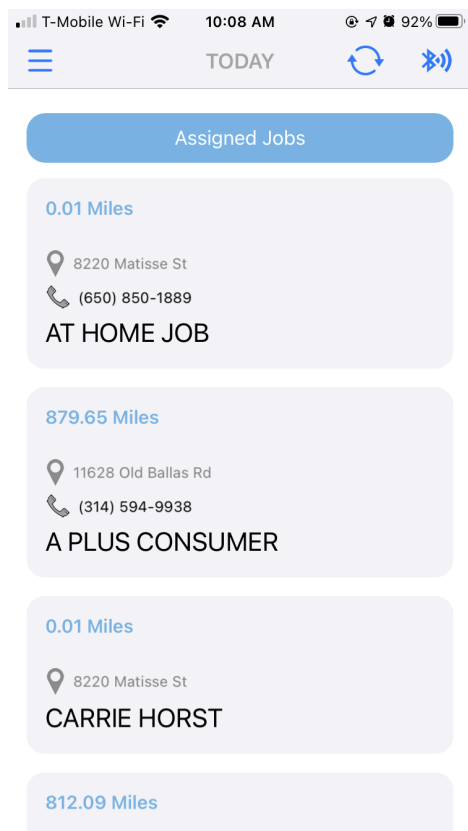 T-Mobile Wi-Fi 10:08 AM 92%
TODAY
Assigned Jobs
0.01 Miles
8220 Matisse St
(650) 850-1889
AT HOME JOB
879.65 Miles
11628 Old Ballas Rd
(314) 594-9938
A PLUS CONSUMER
0.01 Miles
8220 Matisse St
CARRIE HORST
812.09 Miles